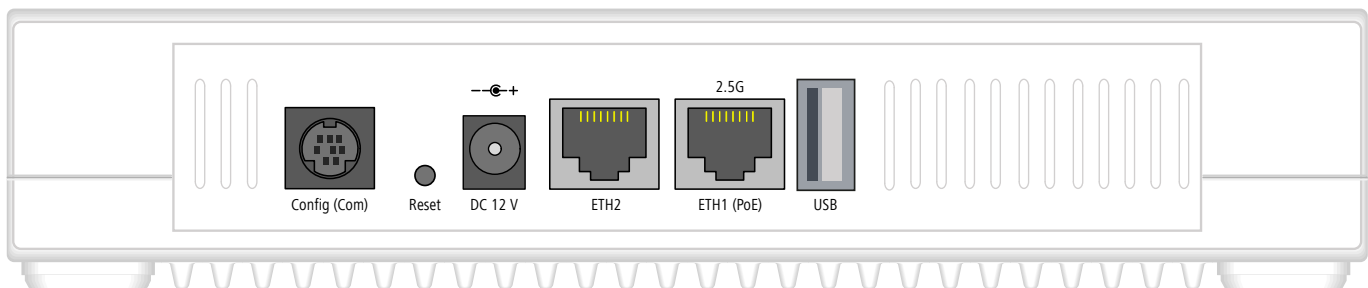 2.5G
Config (Com)
Reset
DC 12 V
ETH2
ETH1 (PoE)
USB